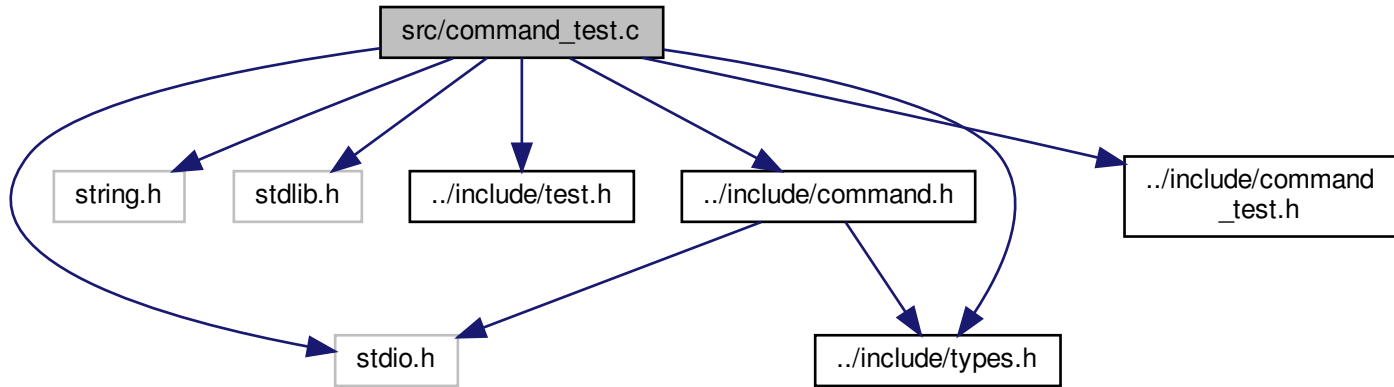 src/command_test.c
string.h
stdlib.h
../include/test.h
../include/command.h
../include/command
_test.h
stdio.h
../include/types.h